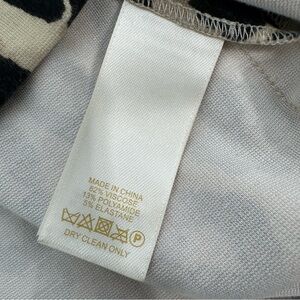 MADE IN CHINA
82% VISCOSE
13% POLYAMIDE
5% ELASTANE
P
DRY CLEAN ONLY